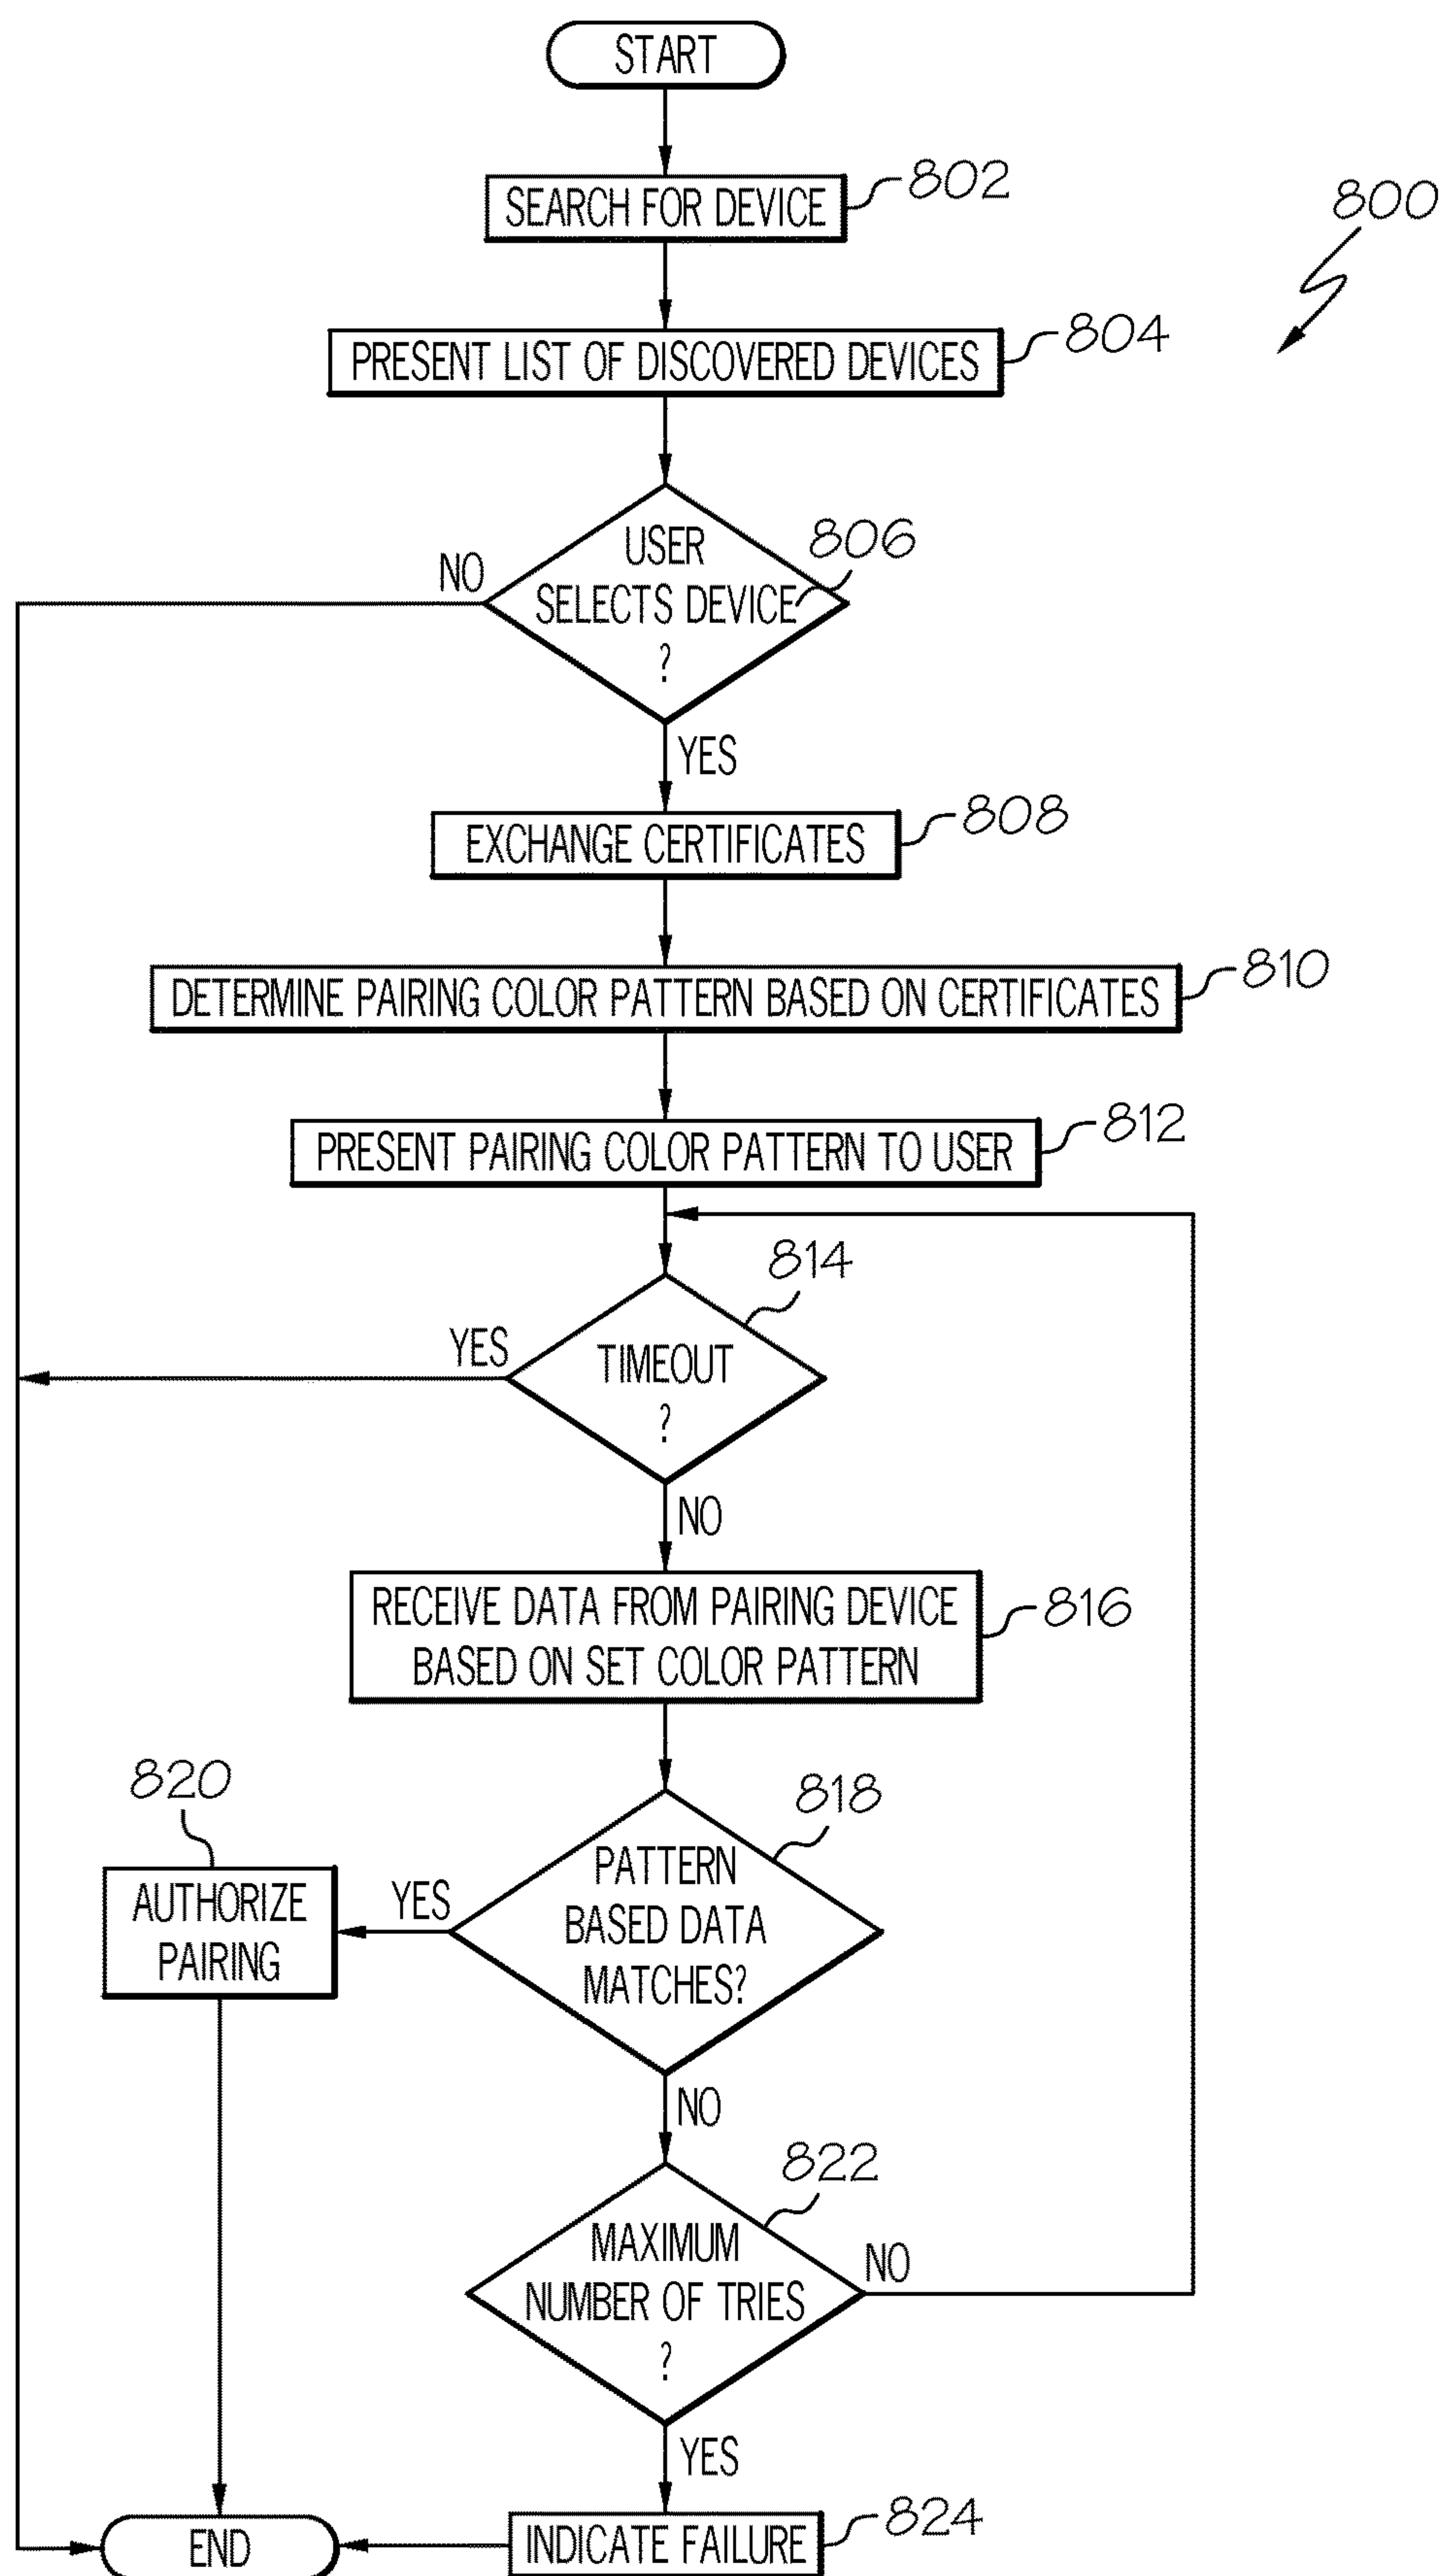 START
SEARCH FOR DEVICE
802
800
PRESENT LIST OF DISCOVERED DEVICES
804
USER
SELECTS DEVICE
?
806
NO
YES
EXCHANGE CERTIFICATES
808
DETERMINE PAIRING COLOR PATTERN BASED ON CERTIFICATES
810
PRESENT PAIRING COLOR PATTERN TO USER
812
814
YES
TIMEOUT
?
NO
RECEIVE DATA FROM PAIRING DEVICE
BASED ON SET COLOR PATTERN
816
820
818
AUTHORIZE
PAIRING
YES
PATTERN
BASED DATA
MATCHES?
NO
822
MAXIMUM
NUMBER OF TRIES
?
NO
YES
END
INDICATE FAILURE
824